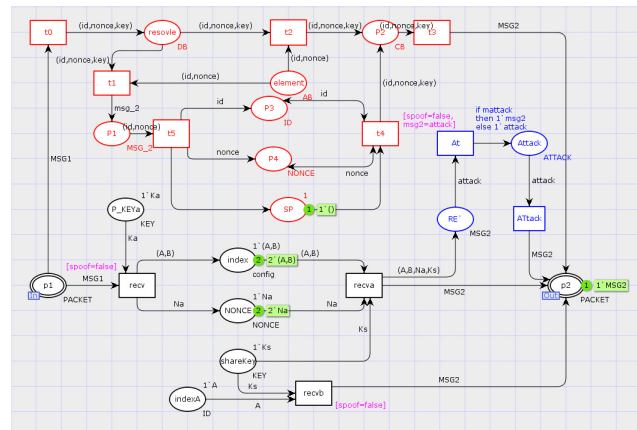 t0
(id,nonce,key)
resovle
DB
(id,nonce,key)
t2
(id,nonce,key)
P2
CB
(id,nonce,key)
t3
MSG2
(id,nonce,key)
(id,nonce)
t1
(id,nonce)
element
AB
(id,nonce,key)
msg_2
id
P3
ID
id
P1
(id,nonce)
MSG_2
t5
nonce
P4
NONCE
nonce
t4
[spoof=false,
msg2=attack]
if mattack
then 1`msg2
else 1`attack
At
Attack
ATTACK
attack
attack
MSG1
1
SP
1
1`()
RE`
MSG2
ATtack
MSG2
1`Ka
P_KEYa
KEY
Ka
[spoof=false]
p1
In
PACKET
MSG1
recv
(A,B)
1`(A,B)
index
2
2`(A,B)
config
(A,B)
Na
1`Na
NONCE
2
2`Na
NONCE
Na
recva
(A,B,Na,Ks)
MSG2
p2
Out
PACKET
1
1`MSG2
Ks
1`Ks
shareKey
KEY
Ks
1`A
indexA
ID
A
recvb
[spoof=false]
MSG2